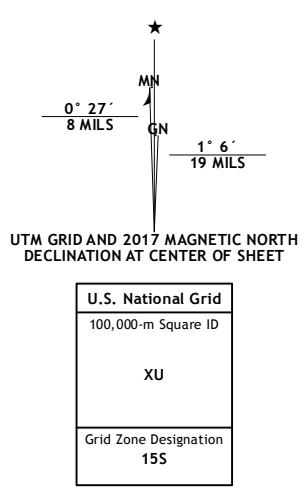 ★
MN
0° 27´
8 MILS
GN
1° 6´
19 MILS
UTM GRID AND 2017 MAGNETIC NORTH
DECLINATION AT CENTER OF SHEET
U.S. National Grid
100,000-m Square ID
XU
Grid Zone Designation
15S